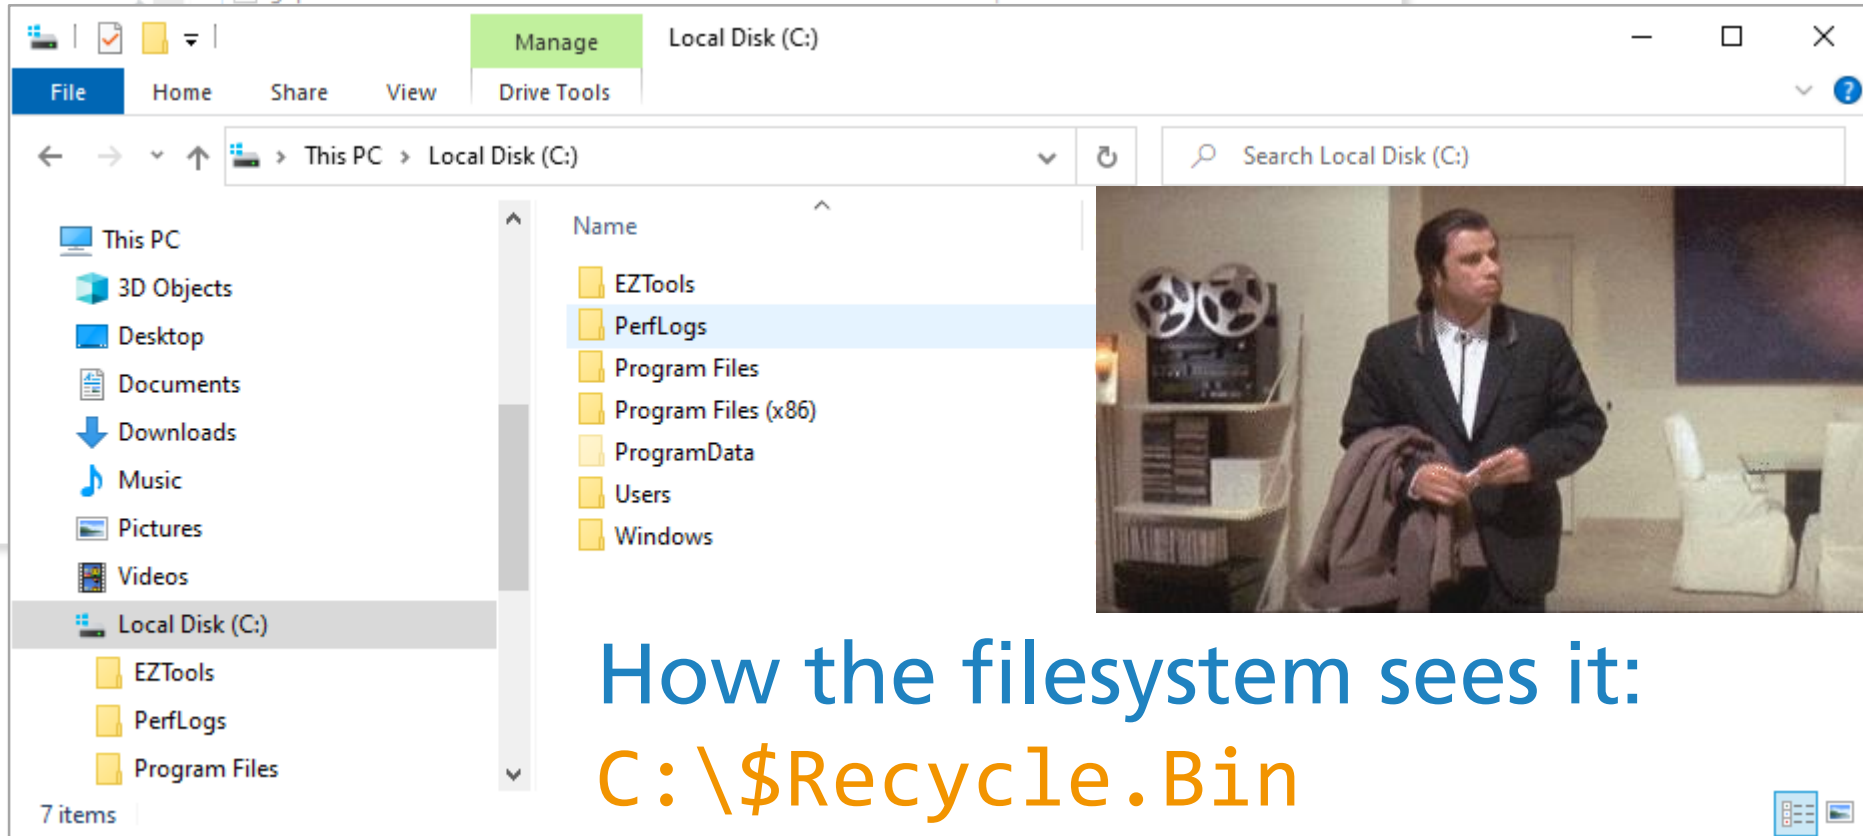 Manage
Local Disk (C:)
File Home Share View Drive Tools
This PC > Local Disk (C:)
Search Local Disk (C:)
This PC
3D Objects
Desktop
Documents
Downloads
Music
Pictures
Videos
Local Disk (C:)
EZTools
PerfLogs
Program Files
Name
EZTools
PerfLogs
Program Files
Program Files (x86)
ProgramData
Users
Windows
How the filesystem sees it:
C:\$Recycle.Bin
7 items